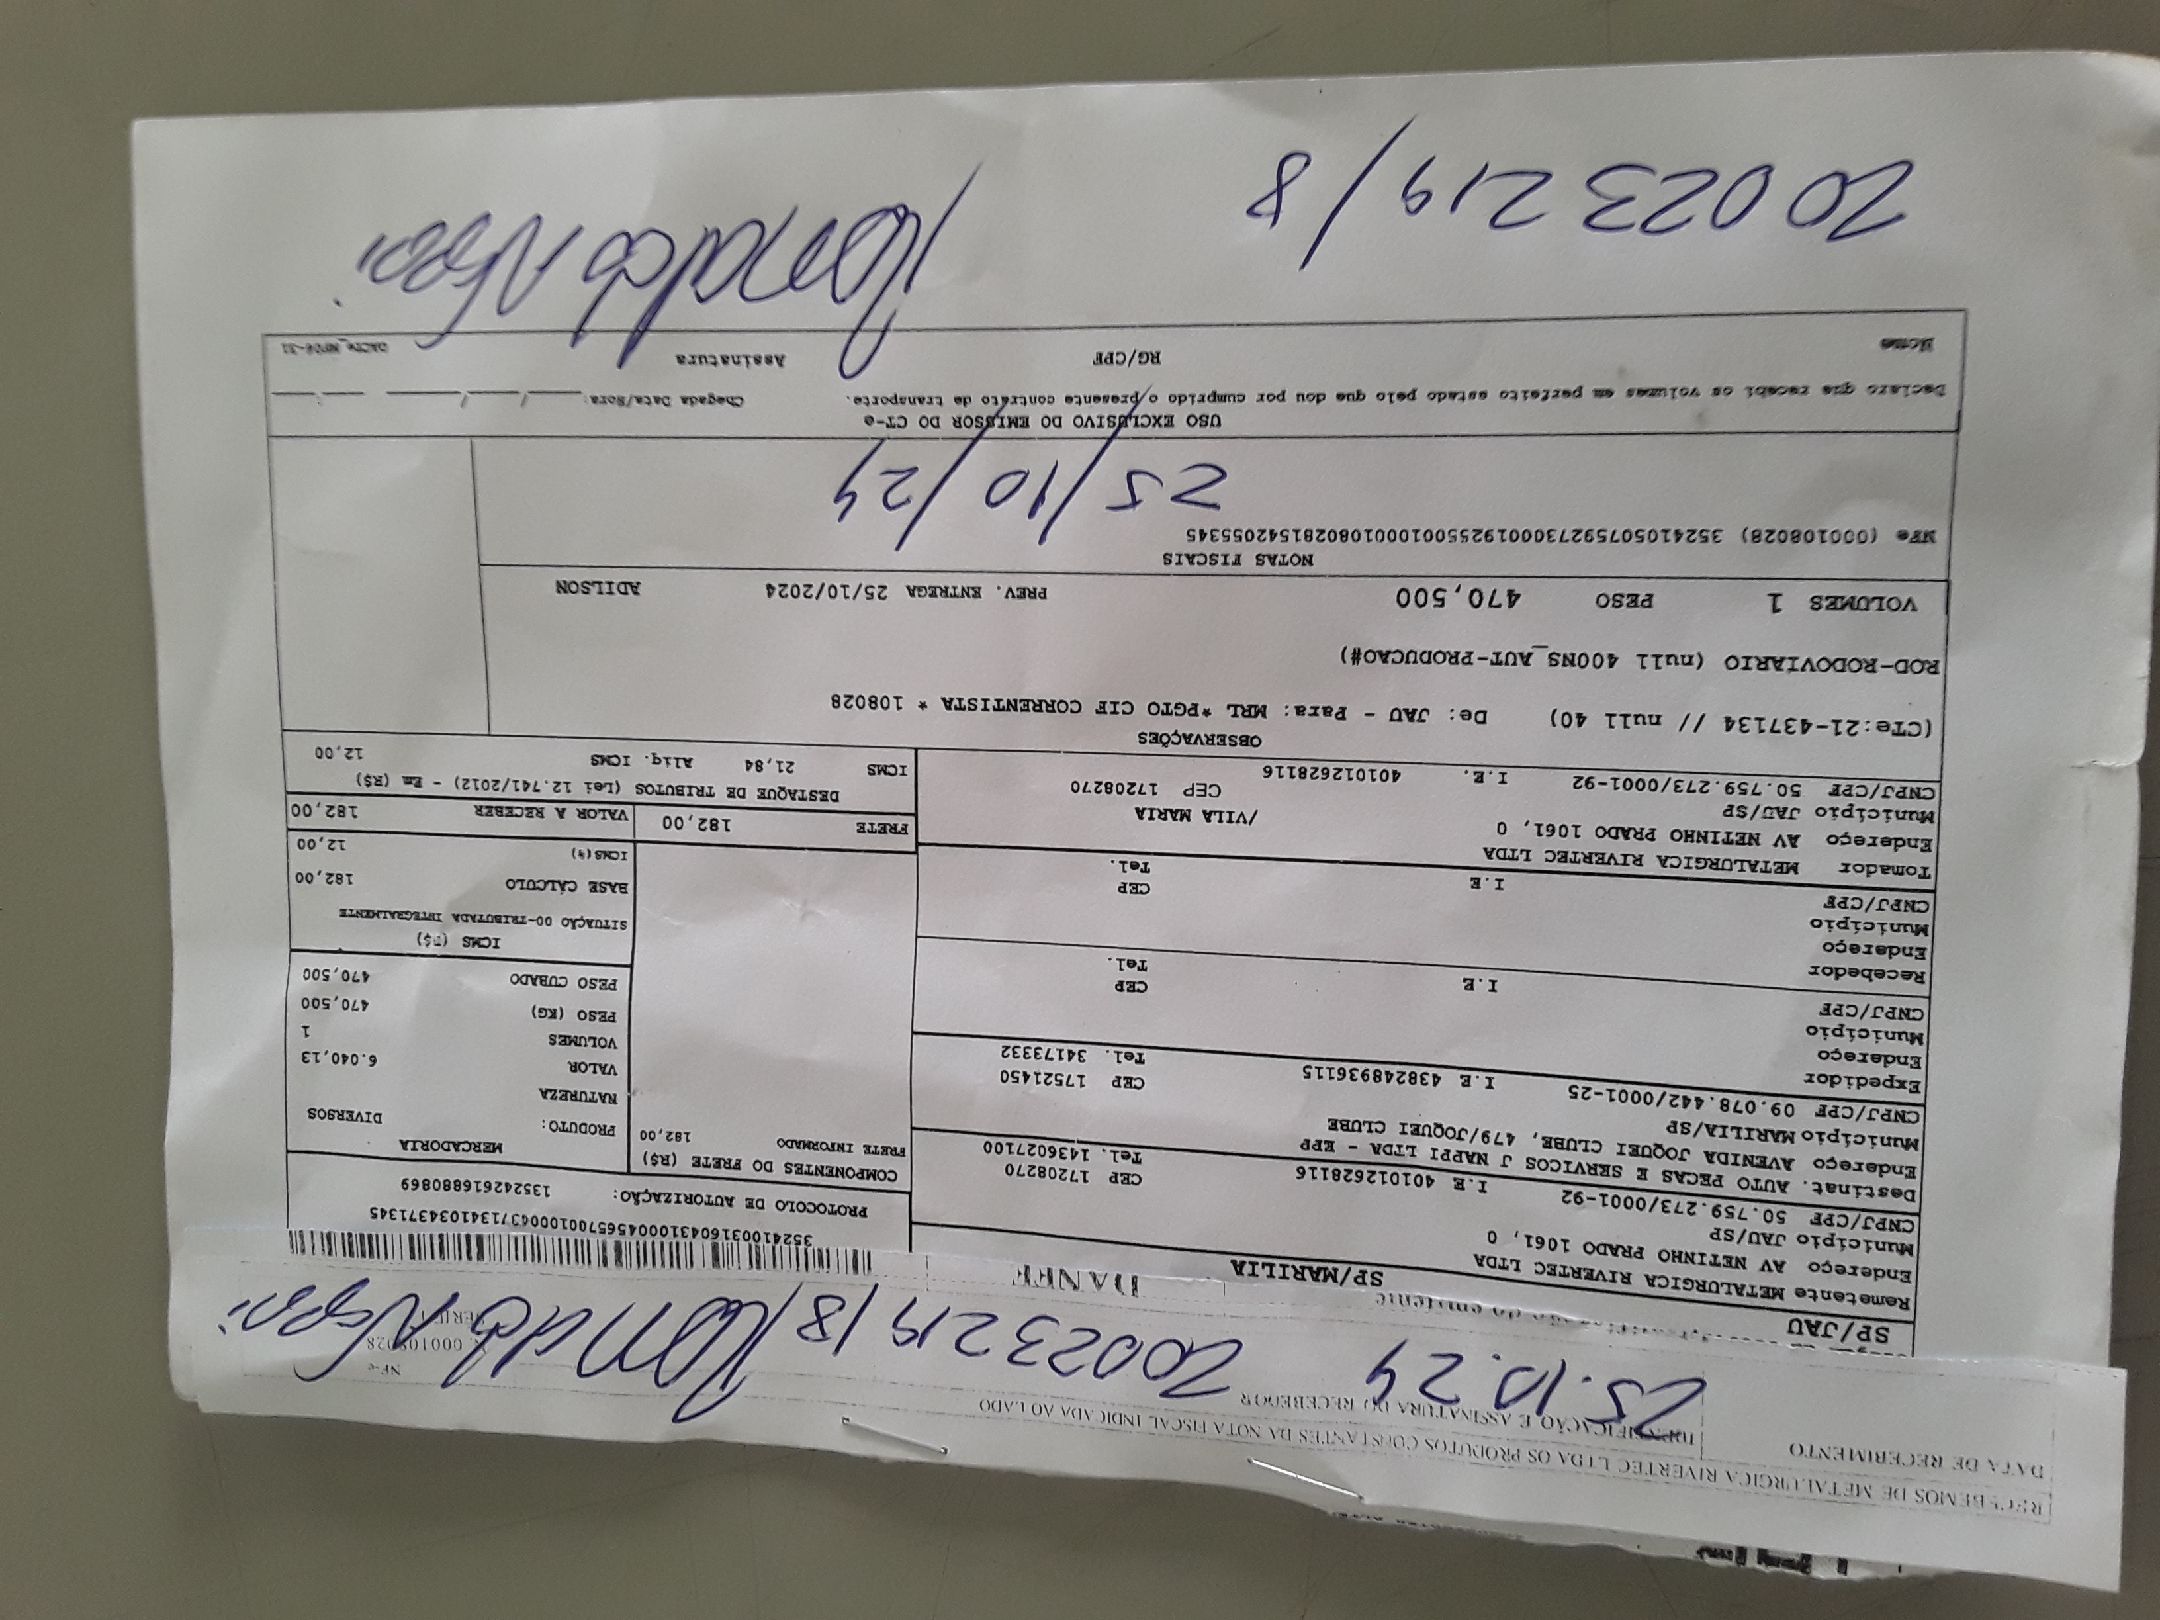 RECEBEMOS DE METALURGICA RIVERTEC LTDA OS PRODUTOS CONSTANTES DA NOTA FISCAL INDICADA AO LADO
NF-e
DATA DE RECEBIMENTO
IDENTIFICAÇÃO E ASSINATURA DO RECEBEDOR
25.10.24
20023219/8
SP/JAU
SP/MARILIA
DANFE
Remetente METALURGICA RIVERTEC LTDA
Endereço AV NETINHO PRADO 1061, 0
Município JAU/SP CEP 17208270
CNPJ/CPF 50.759.273/0001-92 I.E 401012628116 Tel. 1436027100
Destinat. AUTO PECAS E SERVICOS J NAPPI LTDA - EPP
Endereço AVENIDA JOQUEI CLUBE, 479/JOQUEI CLUBE
Município MARILIA/SP CEP 17521450
CNPJ/CPF 09.078.442/0001-25 I.E 438248936115 Tel. 34173332
Expedidor
Endereço
Município CEP
CNPJ/CPF I.E Tel.
Recebedor
Endereço
Município CEP
CNPJ/CPF I.E Tel.
Tomador METALURGICA RIVERTEC LTDA
Endereço AV NETINHO PRADO 1061, 0 /VILA MARIA
Município JAU/SP CEP 17208270
CNPJ/CPF 50.759.273/0001-92 I.E. 401012628116
PROTOCOLO DE AUTORIZAÇÃO: 135242616880869
COMPONENTES DO FRETE (R$)
FRETE INFORMADO 182,00
FRETE 182,00
MERCADORIA
PRODUTO: DIVERSOS
NATUREZA
VALOR 6.040,13
VOLUMES 1
PESO (KG) 470,500
PESO CUBADO 470,500
ICMS (R$)
SITUAÇÃO 00-TRIBUTADA INTEGRALMENTE
BASE CÁLCULO 182,00
ICMS(%) 12,00
VALOR A RECEBER 182,00
DESTAQUE DE TRIBUTOS (Lei 12.741/2012) - Em (R$)
ICMS 21,84 Aliq. ICMS 12,00
OBSERVAÇÕES
(CTe:21-437134 // null 40) De: JAU - Para: MRL *PGTO CIF CORRENTISTA * 108028
ROD-RODOVIÁRIO (null 400NS_AUT-PRODUCAO#)
VOLUMES 1 PESO 470,500 PREV. ENTREGA 25/10/2024 ADILSON
NOTAS FISCAIS
NFe (000108028) 35241050759273000192550010001080281542055345
25/10/24
USO EXCLUSIVO DO EMISSOR DO CT-e
Declaro que recebi os volumes em perfeito estado pelo que dou por cumprido o presente contrato de transporte. Chegada Data/Hora:
Nome RG/CPF Assinatura
20023219/8